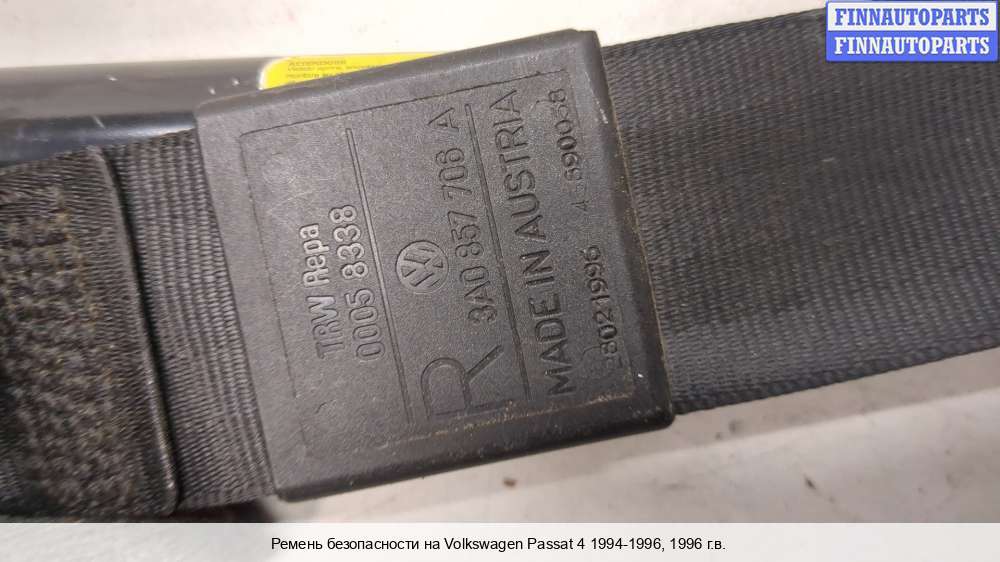 FINNAUTOPARTS
FINNAUTOPARTS
TRW Repa
0005 8338
3A0 857 706 A
R
MADE IN AUSTRIA
Ремень безопасности на Volkswagen Passat 4 1994-1996, 1996 г.в.